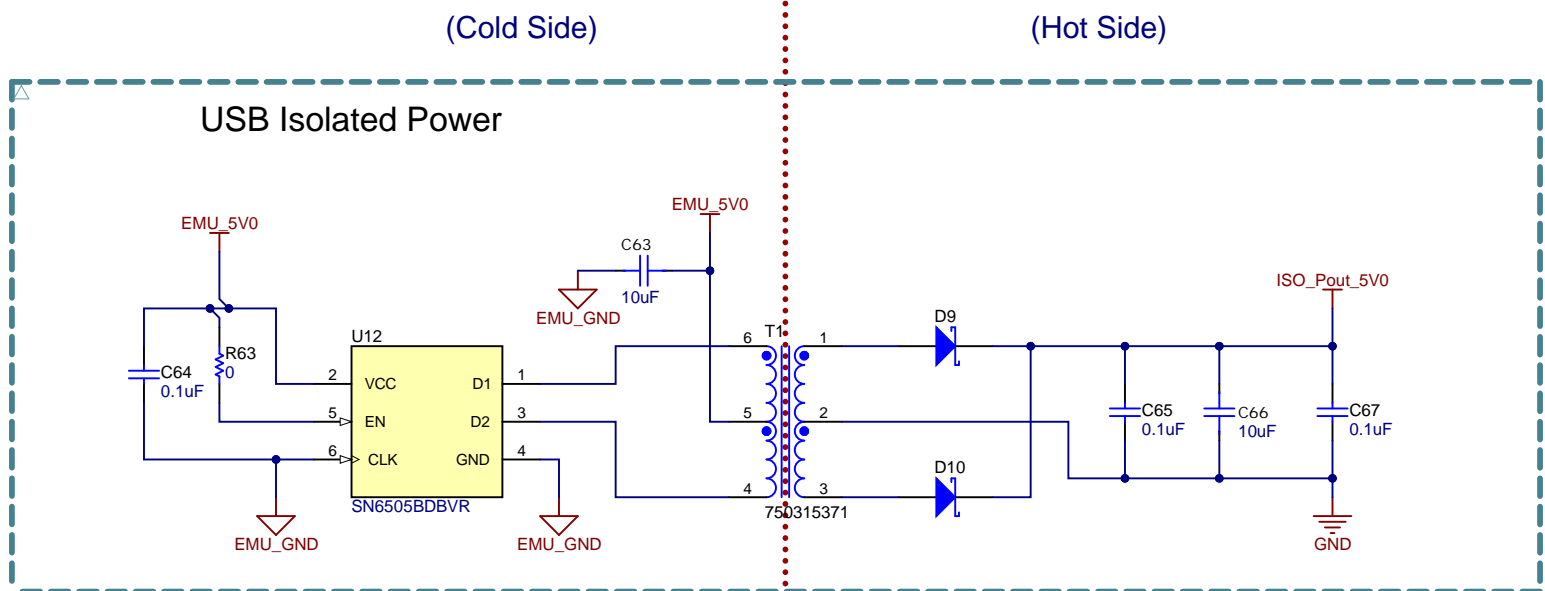 (Cold Side)
(Hot Side)
USB Isolated Power
EMU_5V0
EMU_5V0
C63
10uF
EMU_GND
ISO_Pout_5V0
U12
R63
0
C64
0.1uF
2
VCC
D1
1
5
EN
D2
3
6
CLK
GND
4
SN6505BDBVR
EMU_GND
EMU_GND
T1
6
5
4
1
2
3
750315371
D9
D10
C65
0.1uF
C66
10uF
C67
0.1uF
GND